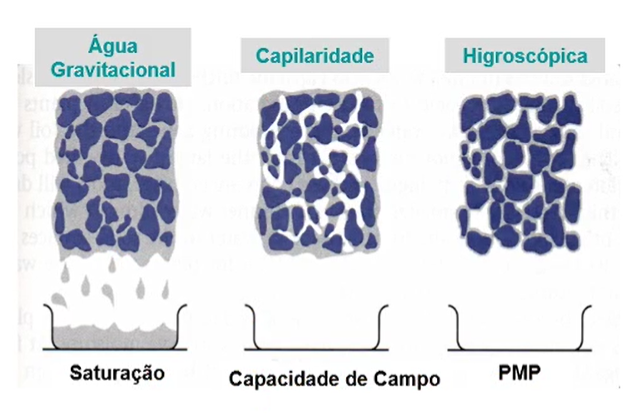 Água
Gravitacional
Capilaridade
Higroscópica
Saturação
Capacidade de Campo
PMP